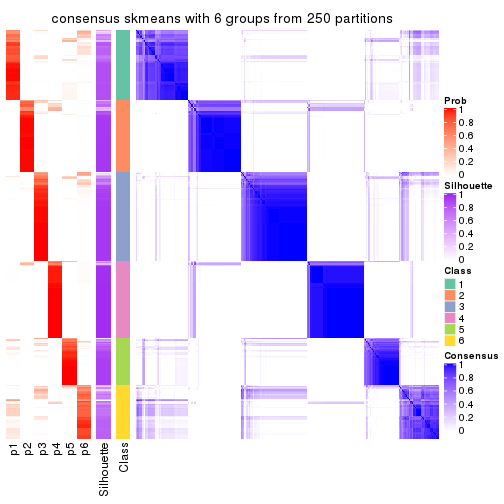 consensus skmeans with 6 groups from 250 partitions
Prob
1
0.8
0.6
0.4
0.2
0
Silhouette
1
0.8
0.6
0.4
0.2
0
Class
1
2
3
4
5
6
Consensus
1
0.8
0.6
0.4
0.2
0
p1
p2
p3
p4
p5
p6
Silhouette
Class